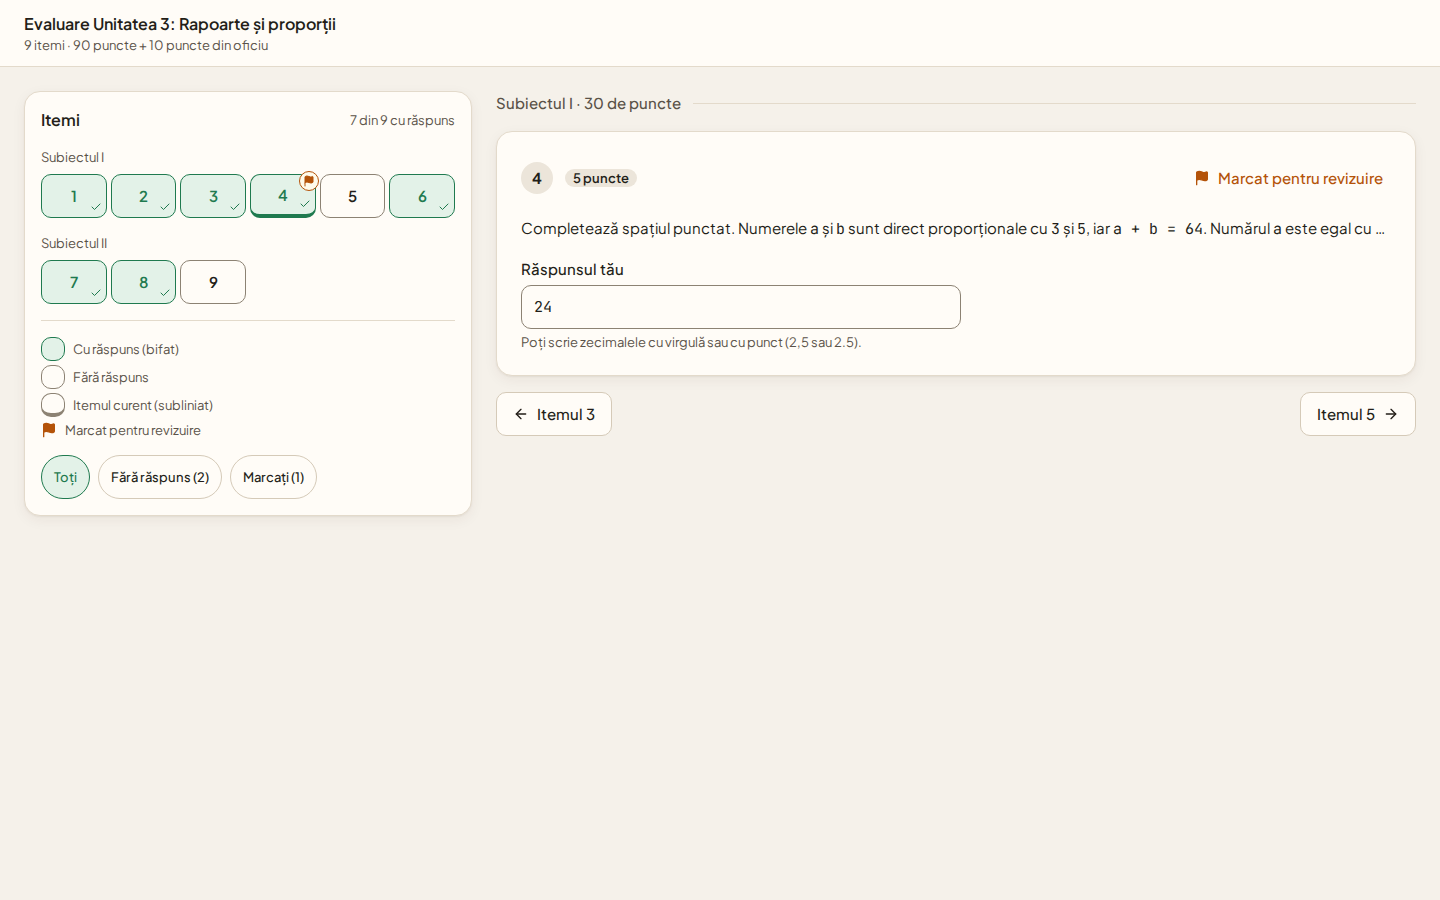 Evaluare Unitatea 3: Rapoarte și proporții
9 itemi · 90 puncte + 10 puncte din oficiu
Itemi
7 din 9 cu răspuns
Subiectul I
1 2 3 4 5 6
Subiectul II
7 8 9
Cu răspuns (bifat)
Fără răspuns
Itemul curent (subliniat)
Marcat pentru revizuire
Toți
Fără răspuns (2)
Marcați (1)
Subiectul I · 30 de puncte
4
5 puncte
Marcat pentru revizuire
Completează spațiul punctat. Numerele a și b sunt direct proporționale cu 3 și 5, iar a + b = 64. Numărul a este egal cu …
Răspunsul tău
24
Poți scrie zecimalele cu virgulă sau cu punct (2,5 sau 2.5).
Itemul 3
Itemul 5